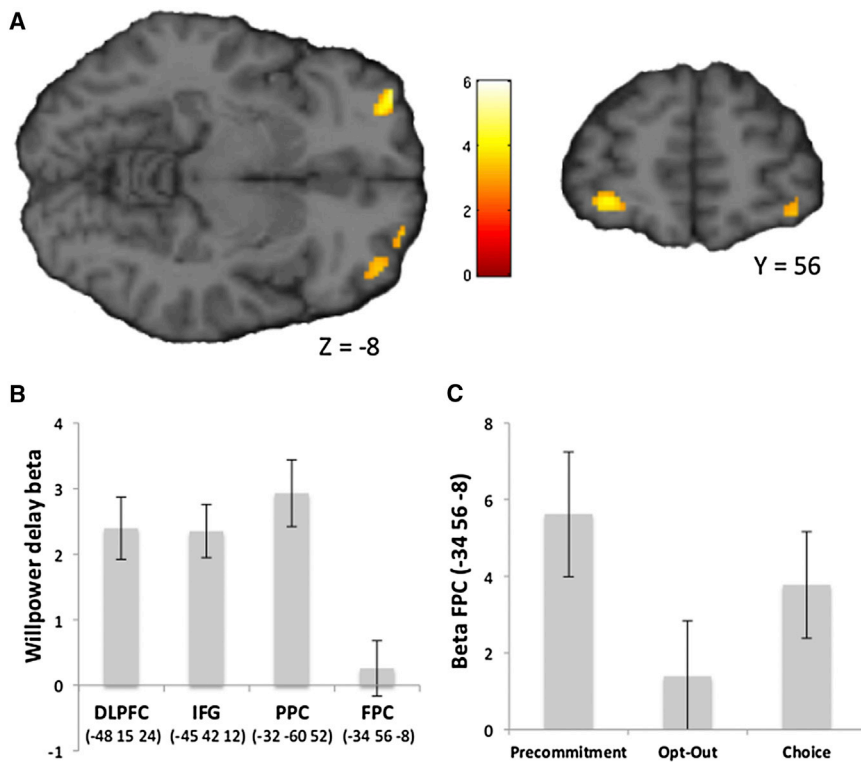 A
6
4
2
0
Z = -8
Y = 56
B
Willpower delay beta
4
3
2
1
0
-1
DLPFC IFG PPC FPC
(-48 15 24) (-45 42 12) (-32 -60 52) (-34 56 -8)
C
Beta FPC (-34 56 -8)
8
6
4
2
0
Precommitment Opt-Out Choice